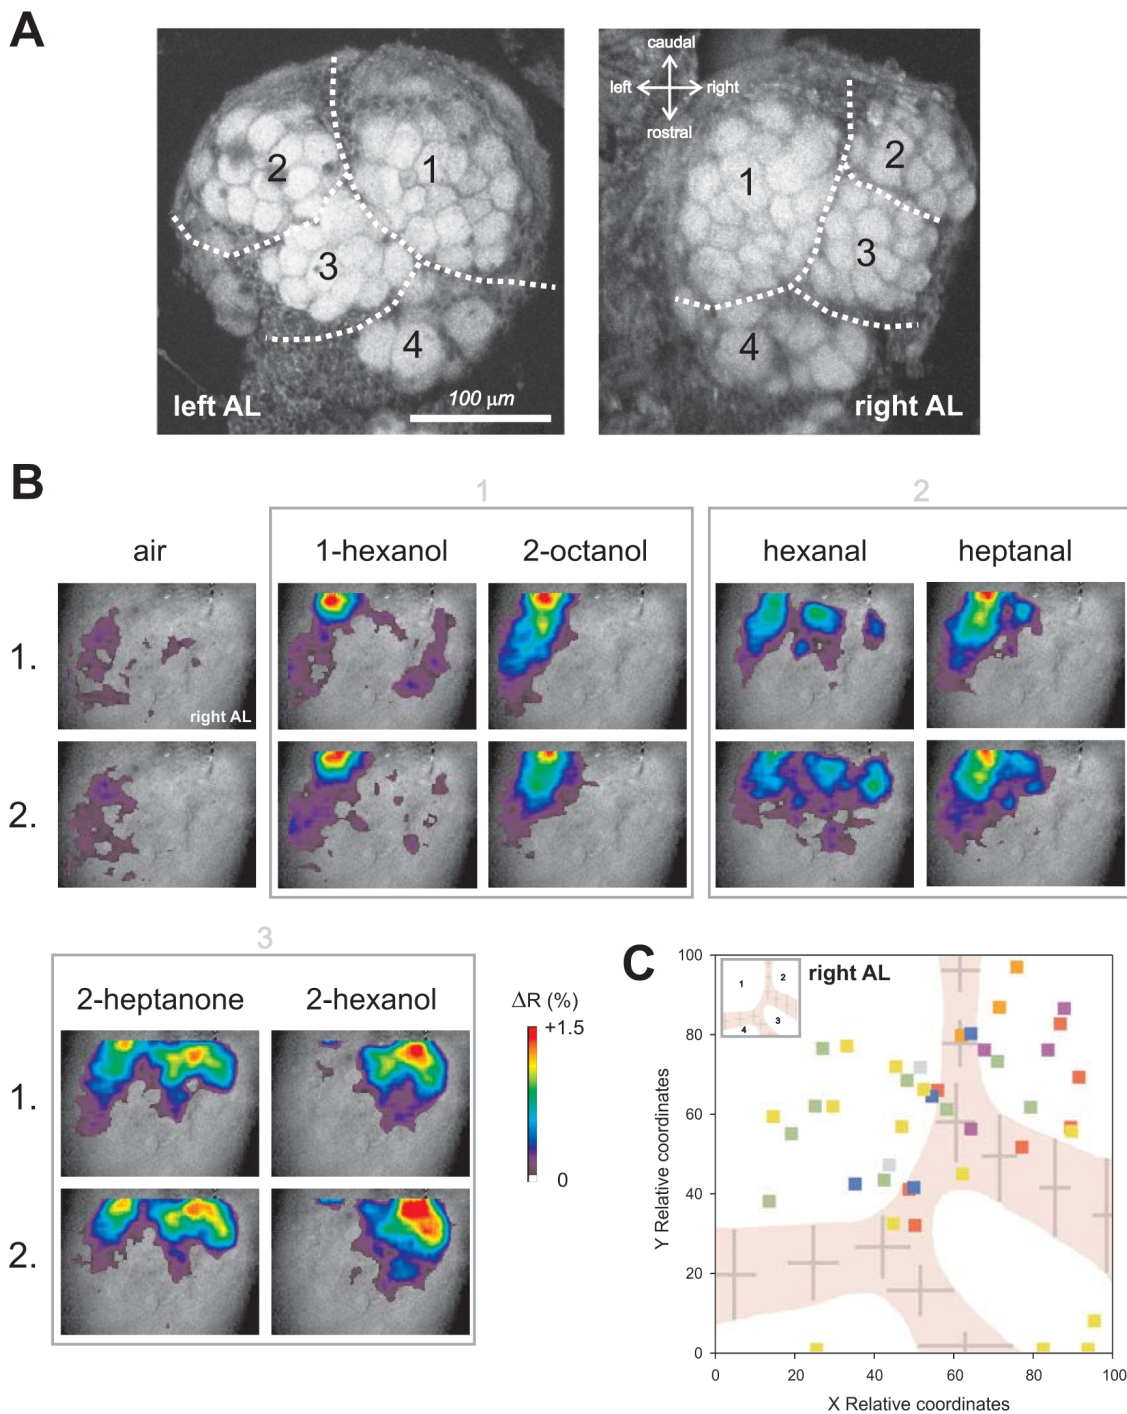 A
caudal
left
right
rostral
2
1
3
4
left AL
100 µm
1
2
3
4
right AL
B
1
2
air
1-hexanol
2-octanol
hexanal
heptanal
1.
right AL
2.
3
2-heptanone
2-hexanol
ΔR (%)
+1.5
0
1.
2.
C
right AL
1
2
3
4
100
80
60
40
20
0
Y Relative coordinates
0
20
40
60
80
100
X Relative coordinates